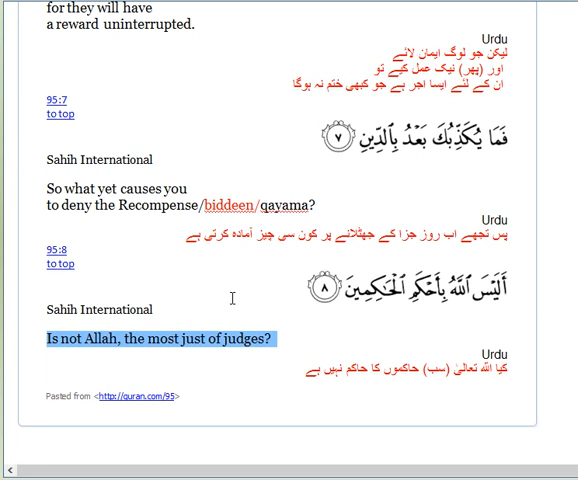 for they will have
a reward uninterrupted.
Urdu
لیکن جو لوگ ایمان لائے
اور (پھر) نیک عمل کیے تو
ان کے لئے ایسا اجر ہے جو کبھی ختم نہ ہوگا
95:7
to top
فَمَا يُكَذِّبُكَ بَعْدُ بِالدِّينِ ﴿٧﴾
Sahih International
So what yet causes you
to deny the Recompense/biddeen/qayama?
Urdu
پس تجھے اب روز جزا کے جھٹلانے پر کون سی چیز آمادہ کرتی ہے
95:8
to top
أَلَيْسَ اللَّهُ بِأَحْكَمِ الْحَاكِمِينَ ﴿٨﴾
Sahih International
Is not Allah, the most just of judges?
Urdu
کیا اللہ تعالیٰ (سب) حاکموں کا حاکم نہیں ہے
Pasted from <http://quran.com/95>